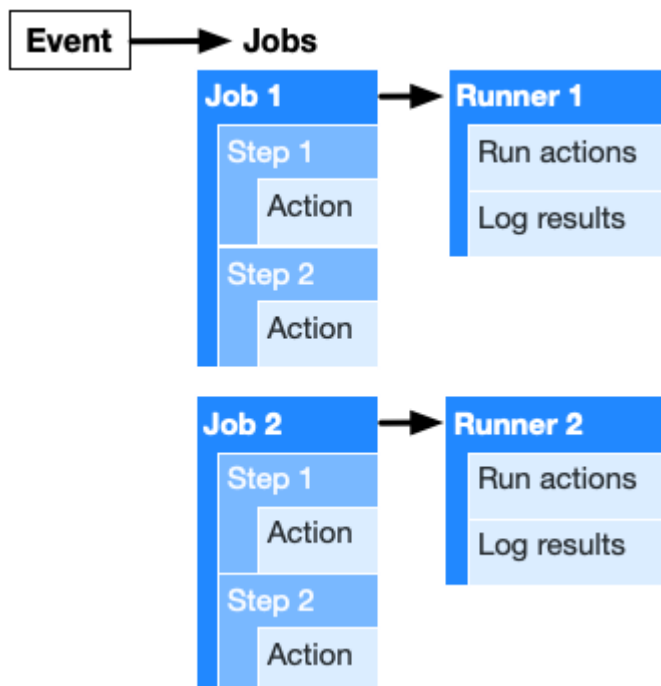 Event
Jobs
Job 1
Step 1
Action
Step 2
Action
Runner 1
Run actions
Log results
Job 2
Step 1
Action
Step 2
Action
Runner 2
Run actions
Log results